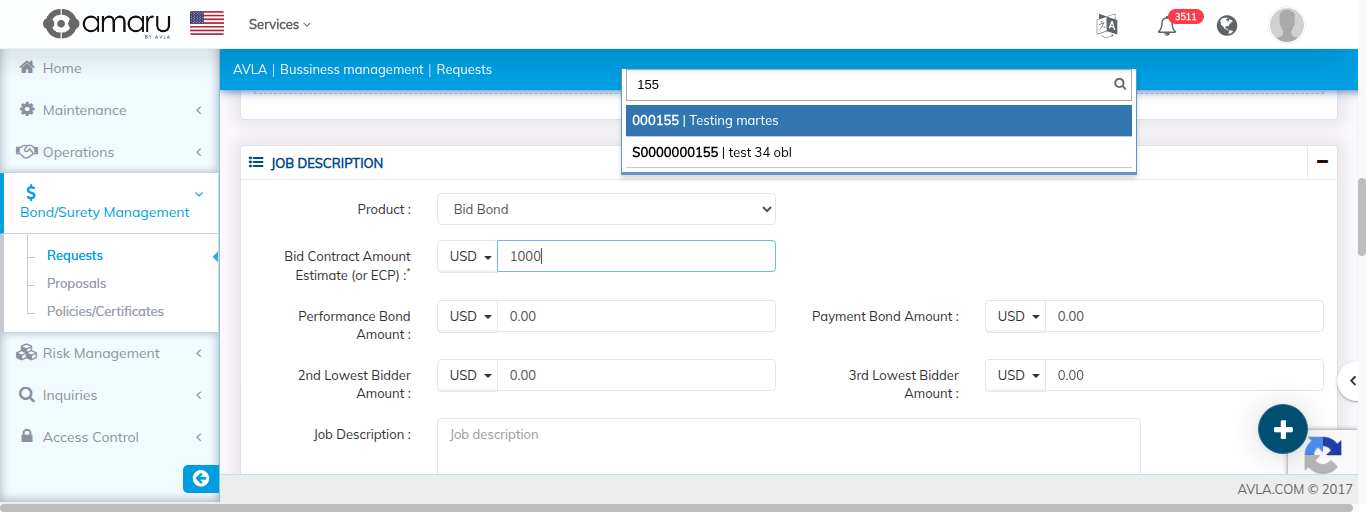 amaru
BY AVLA
Services
3511
Home
Maintenance
Operations
Bond/Surety Management
Requests
Proposals
Policies/Certificates
Risk Management
Inquiries
Access Control
AVLA | Bussiness management | Requests
155
000155 | Testing martes
S0000000155 | test 34 obl
JOB DESCRIPTION
Product :
Bid Bond
Bid Contract Amount
Estimate (or ECP) :*
USD
1000
Performance Bond
Amount :
USD
0.00
Payment Bond Amount :
USD
0.00
2nd Lowest Bidder
Amount :
USD
0.00
3rd Lowest Bidder
Amount :
USD
0.00
Job Description :
Job description
AVLA.COM © 2017